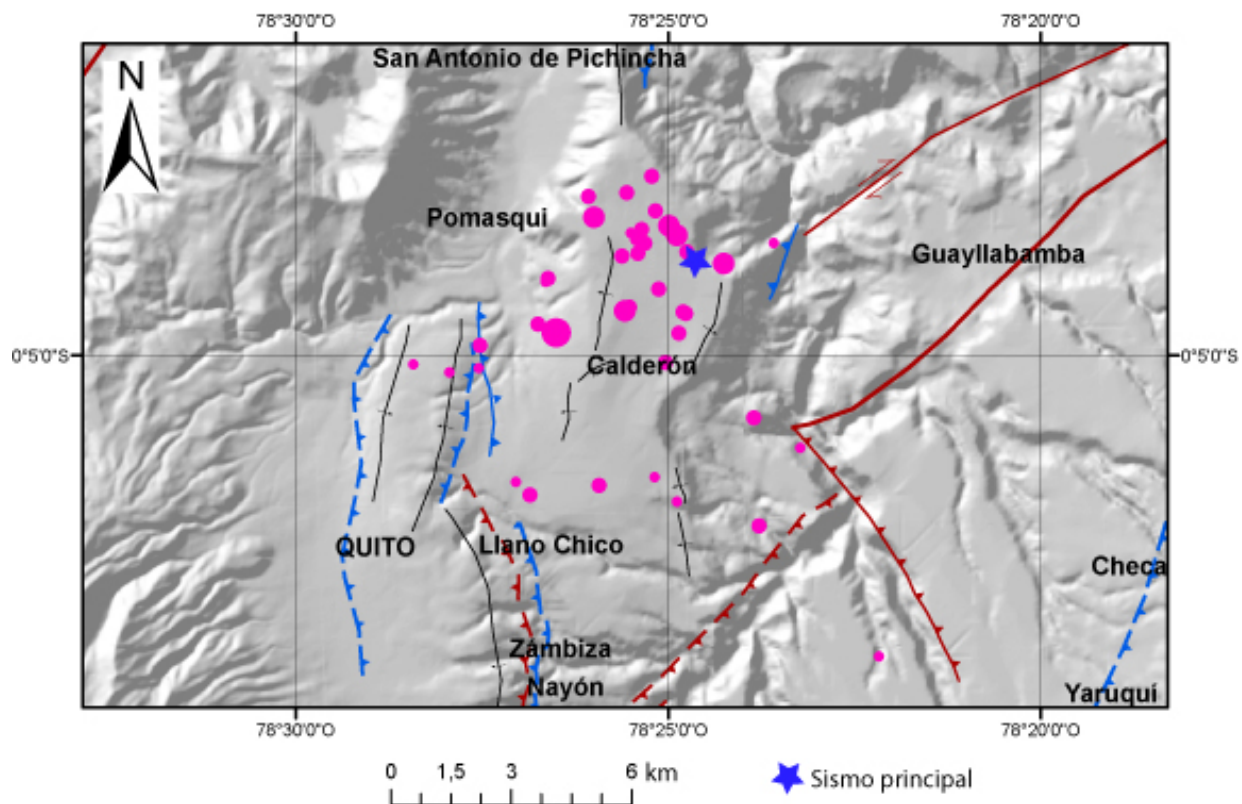 78°30'0"O 78°25'0"O 78°20'0"O
San Antonio de Pichincha
N
Pomasqui
Guayllabamba
0°5'0"S 0°5'0"S
Calderón
QUITO
Llano Chico
Checa
Zámbiza
Nayón
Yaruquí
78°30'0"O 78°25'0"O 78°20'0"O
0 1,5 3 6 km
Sismo principal